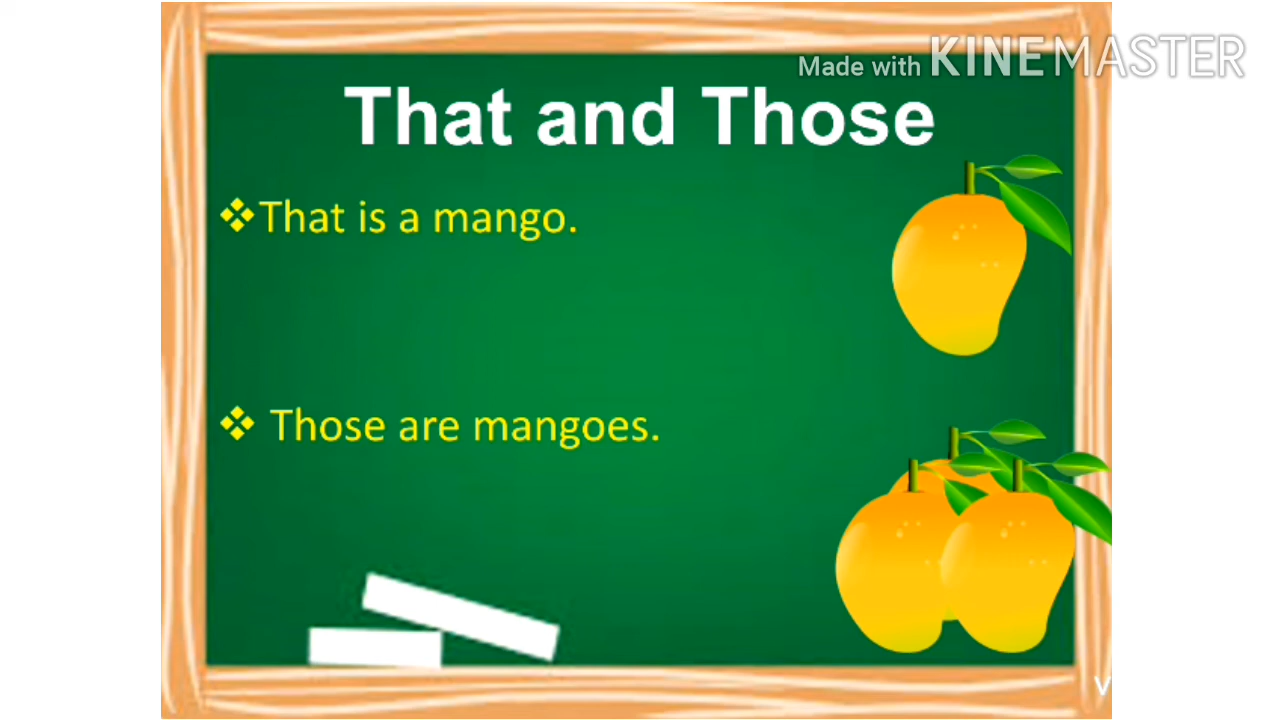 Made with KINEMASTER
That and Those
❖That is a mango.
❖ Those are mangoes.
V